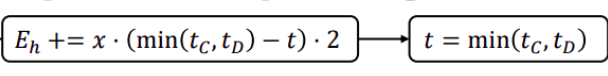 E_h += x · (min(t_C, t_D) − t) · 2
t = min(t_C, t_D)